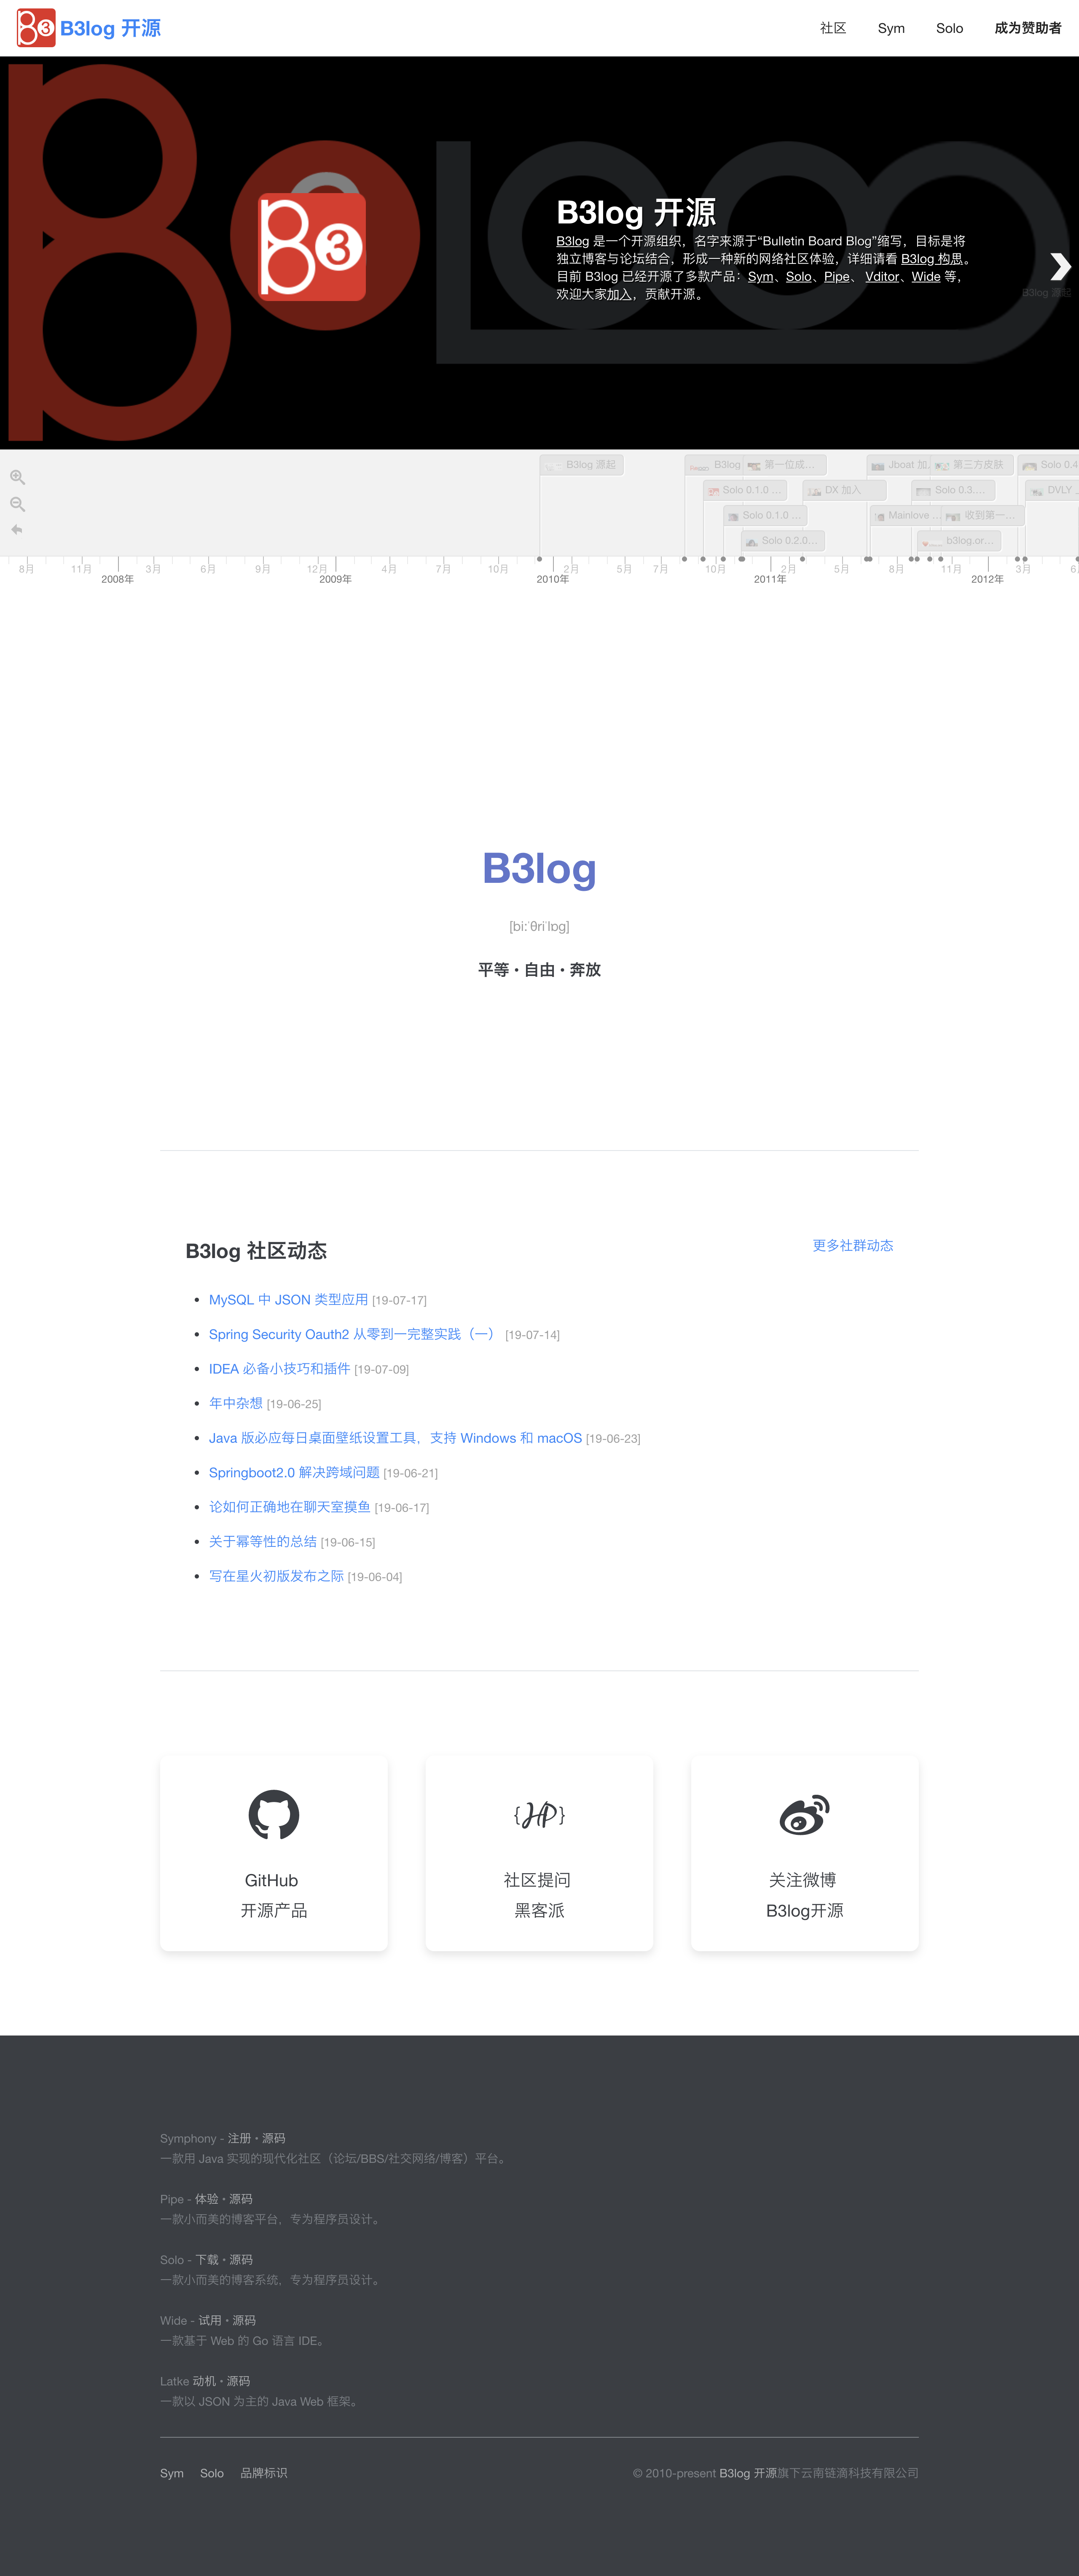 B3log 开源
社区 Sym Solo 成为赞助者
B3log 开源
B3log 是一个开源组织，名字来源于“Bulletin Board Blog”缩写，目标是将
独立博客与论坛结合，形成一种新的网络社区体验，详细请看 B3log 构思。
目前 B3log 已经开源了多款产品：Sym、Solo、Pipe、 Vditor、Wide 等，
欢迎大家加入，贡献开源。
B3log 源起
B3log 源起 B3log 第一位成... Jboat 加 第三方皮肤 Solo 0.4
Solo 0.1.0 ... DX 加入 Solo 0.3.... DVLY
Solo 0.1.0 ... Mainlove ... 收到第一...
Solo 0.2.0... b3log.or...
8月 11月 3月 6月 9月 12月 4月 7月 10月 2月 5月 7月 10月 2月 5月 8月 11月 3月
2008年 2009年 2010年 2011年 2012年
B3log
[bi:ˈθriˈlɒg]
平等 • 自由 • 奔放
B3log 社区动态
更多社群动态
MySQL 中 JSON 类型应用 [19-07-17]
Spring Security Oauth2 从零到一完整实践（一） [19-07-14]
IDEA 必备小技巧和插件 [19-07-09]
年中杂想 [19-06-25]
Java 版必应每日桌面壁纸设置工具，支持 Windows 和 macOS [19-06-23]
Springboot2.0 解决跨域问题 [19-06-21]
论如何正确地在聊天室摸鱼 [19-06-17]
关于幂等性的总结 [19-06-15]
写在星火初版发布之际 [19-06-04]
GitHub
开源产品
{HP}
社区提问
黑客派
关注微博
B3log开源
Symphony - 注册 • 源码
一款用 Java 实现的现代化社区（论坛/BBS/社交网络/博客）平台。
Pipe - 体验 • 源码
一款小而美的博客平台，专为程序员设计。
Solo - 下载 • 源码
一款小而美的博客系统，专为程序员设计。
Wide - 试用 • 源码
一款基于 Web 的 Go 语言 IDE。
Latke 动机 • 源码
一款以 JSON 为主的 Java Web 框架。
Sym Solo 品牌标识
© 2010-present B3log 开源旗下云南链滴科技有限公司